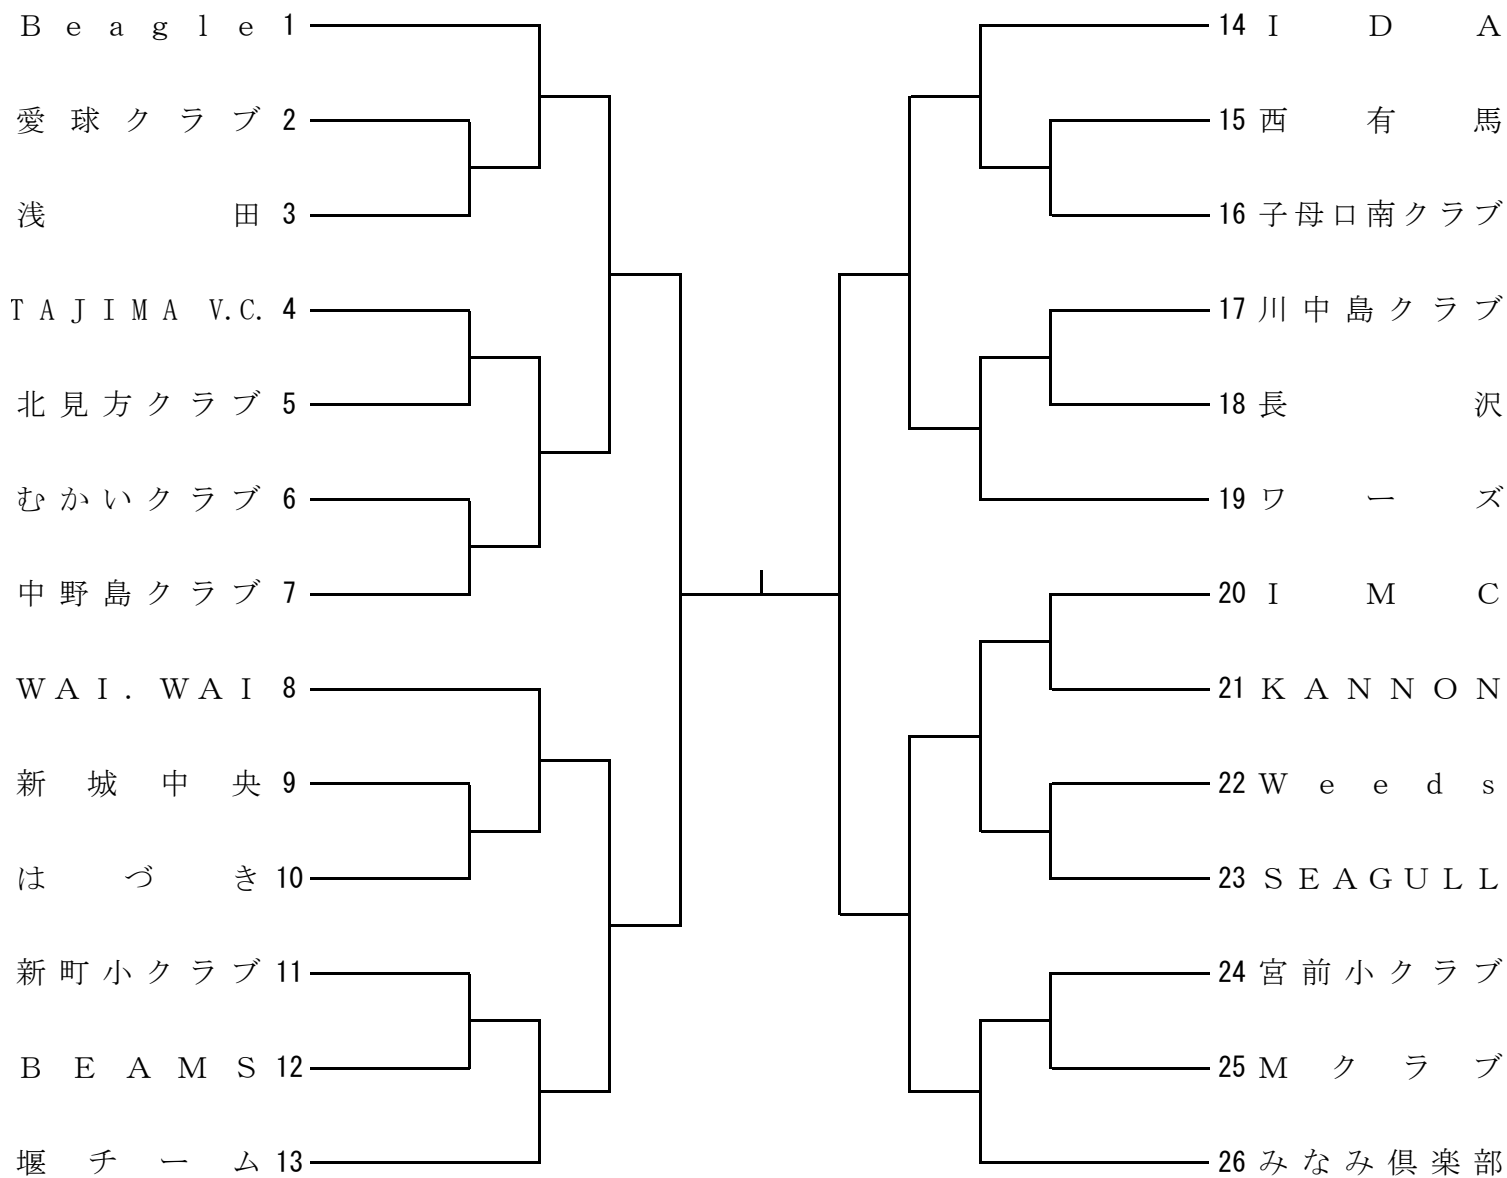 Beagle 1
愛球クラブ 2
浅田 3
TAJIMA V.C. 4
北見方クラブ 5
むかいクラブ 6
中野島クラブ 7
WAI．WAI 8
新城中央 9
はづき 10
新町小クラブ 11
BEAMS 12
堰チーム 13
14 IDA
15 西有馬
16 子母口南クラブ
17 川中島クラブ
18 長沢
19 ワーズ
20 IMC
21 KANNON
22 Weeds
23 SEAGULL
24 宮前小クラブ
25 Mクラブ
26 みなみ倶楽部